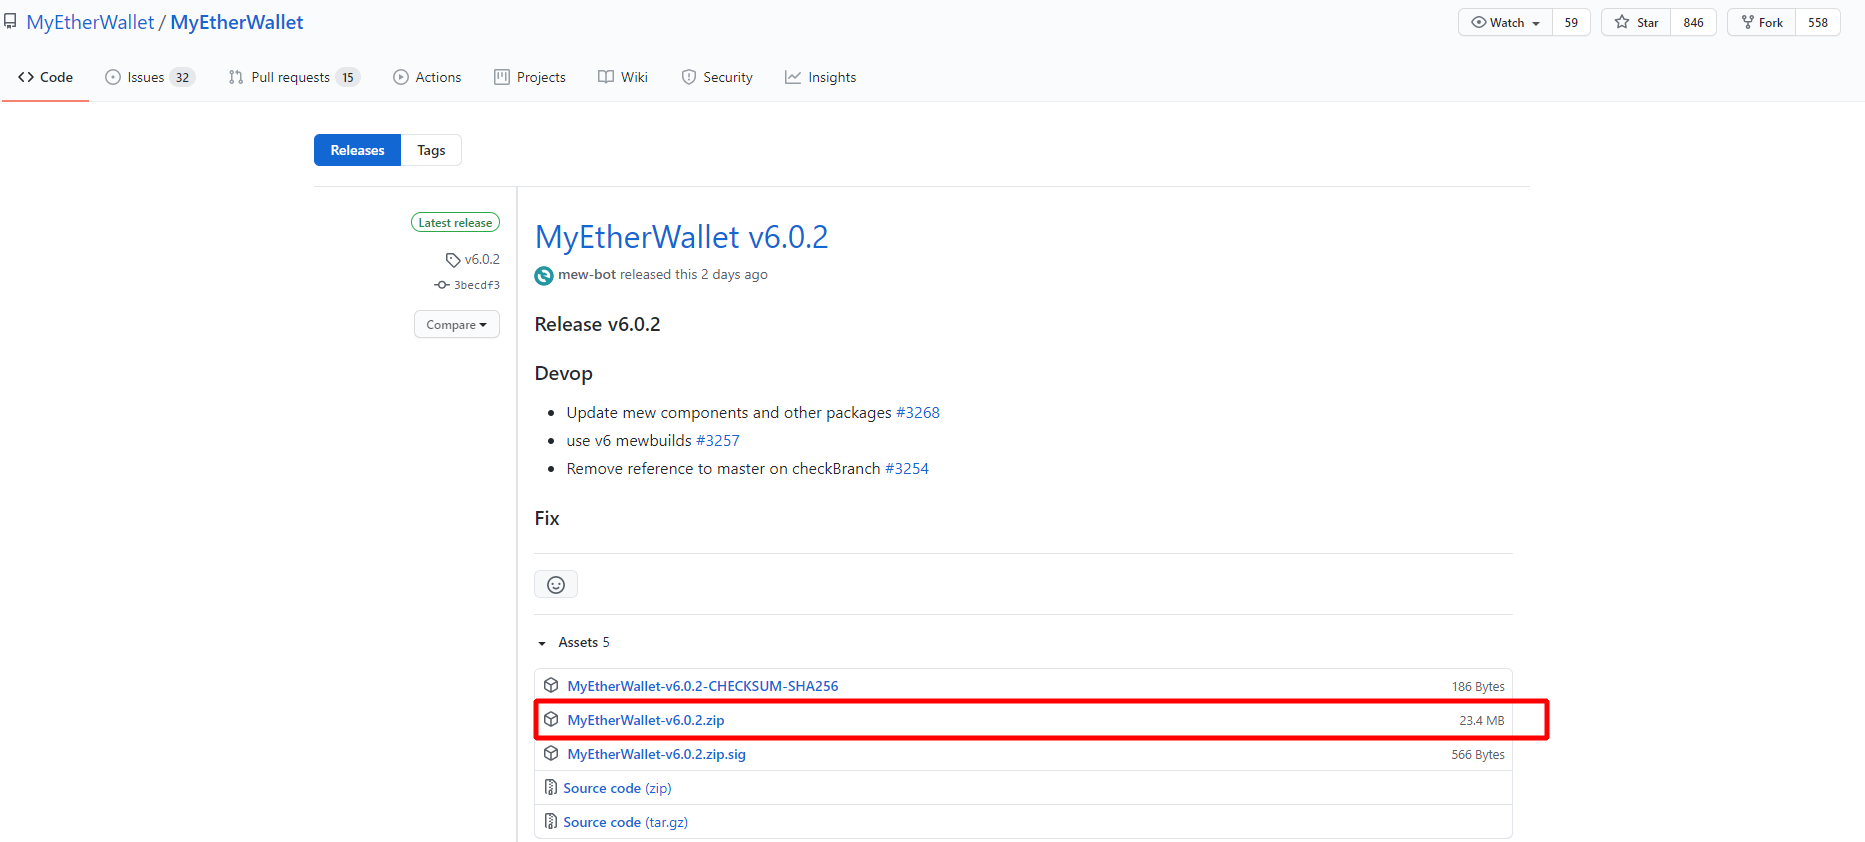 MyEtherWallet / MyEtherWallet
Watch 59 Star 846 Fork 558
Code Issues 32 Pull requests 15 Actions Projects Wiki Security Insights
Releases Tags
Latest release
v6.0.2
3becdf3
Compare
MyEtherWallet v6.0.2
mew-bot released this 2 days ago
Release v6.0.2
Devop
Update mew components and other packages #3268
use v6 mewbuilds #3257
Remove reference to master on checkBranch #3254
Fix
Assets 5
MyEtherWallet-v6.0.2-CHECKSUM-SHA256 186 Bytes
MyEtherWallet-v6.0.2.zip 23.4 MB
MyEtherWallet-v6.0.2.zip.sig 566 Bytes
Source code (zip)
Source code (tar.gz)